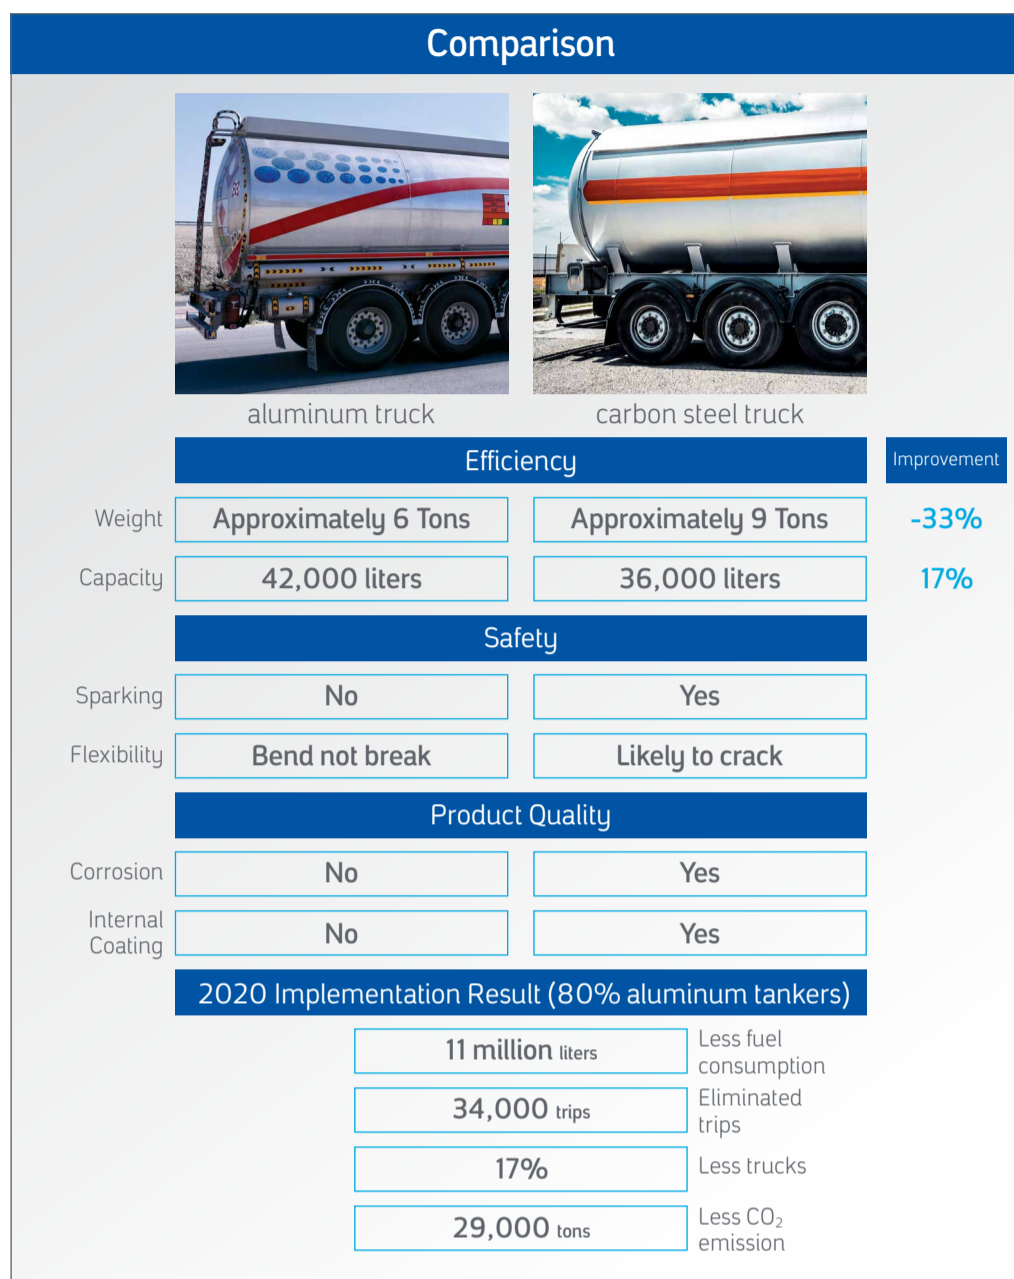 Comparison
aluminum truck
carbon steel truck
Efficiency
Improvement
Weight
Approximately 6 Tons
Approximately 9 Tons
-33%
Capacity
42,000 liters
36,000 liters
17%
Safety
Sparking
No
Yes
Flexibility
Bend not break
Likely to crack
Product Quality
Corrosion
No
Yes
Internal
Coating
No
Yes
2020 Implementation Result (80% aluminum tankers)
11 million liters
Less fuel
consumption
34,000 trips
Eliminated
trips
17%
Less trucks
29,000 tons
Less CO₂
emission